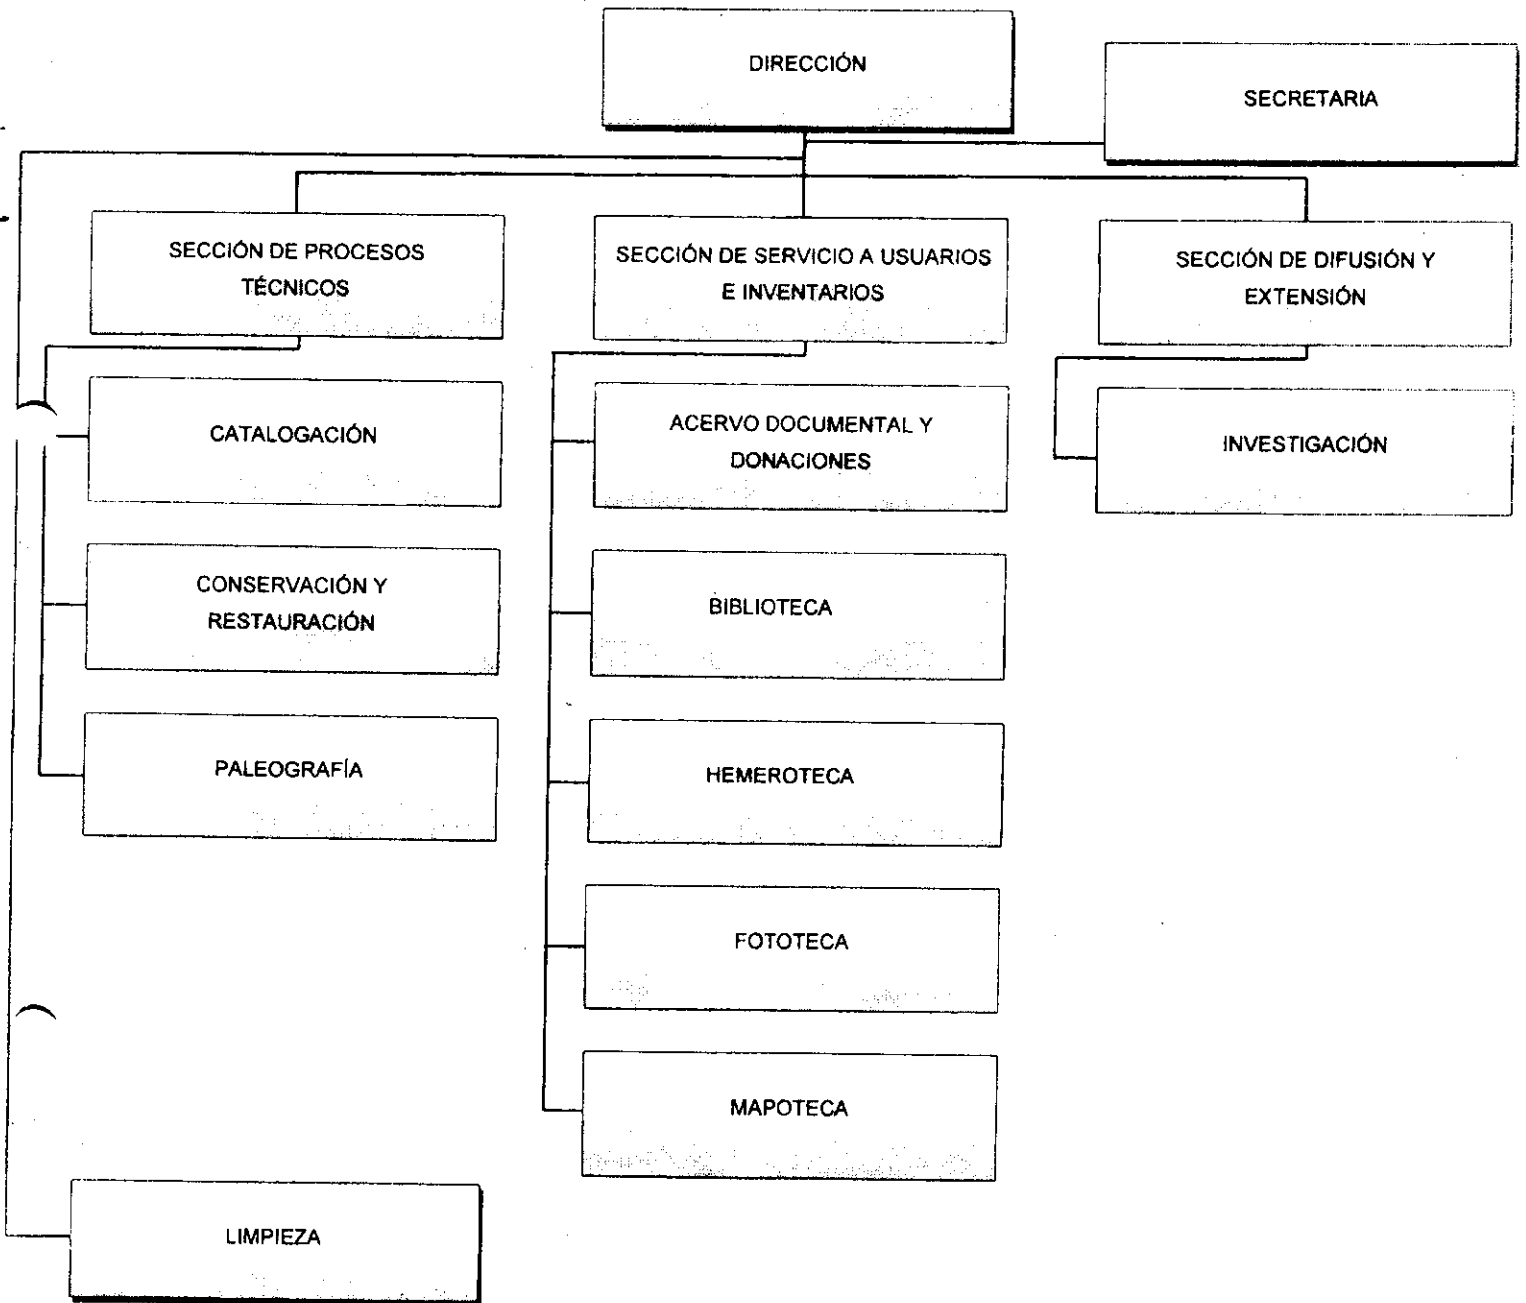 DIRECCIÓN
SECRETARIA
SECCIÓN DE PROCESOS
TÉCNICOS
SECCIÓN DE SERVICIO A USUARIOS
E INVENTARIOS
SECCIÓN DE DIFUSIÓN Y
EXTENSIÓN
CATALOGACIÓN
CONSERVACIÓN Y
RESTAURACIÓN
PALEOGRAFÍA
ACERVO DOCUMENTAL Y
DONACIONES
BIBLIOTECA
HEMEROTECA
FOTOTECA
MAPOTECA
INVESTIGACIÓN
LIMPIEZA